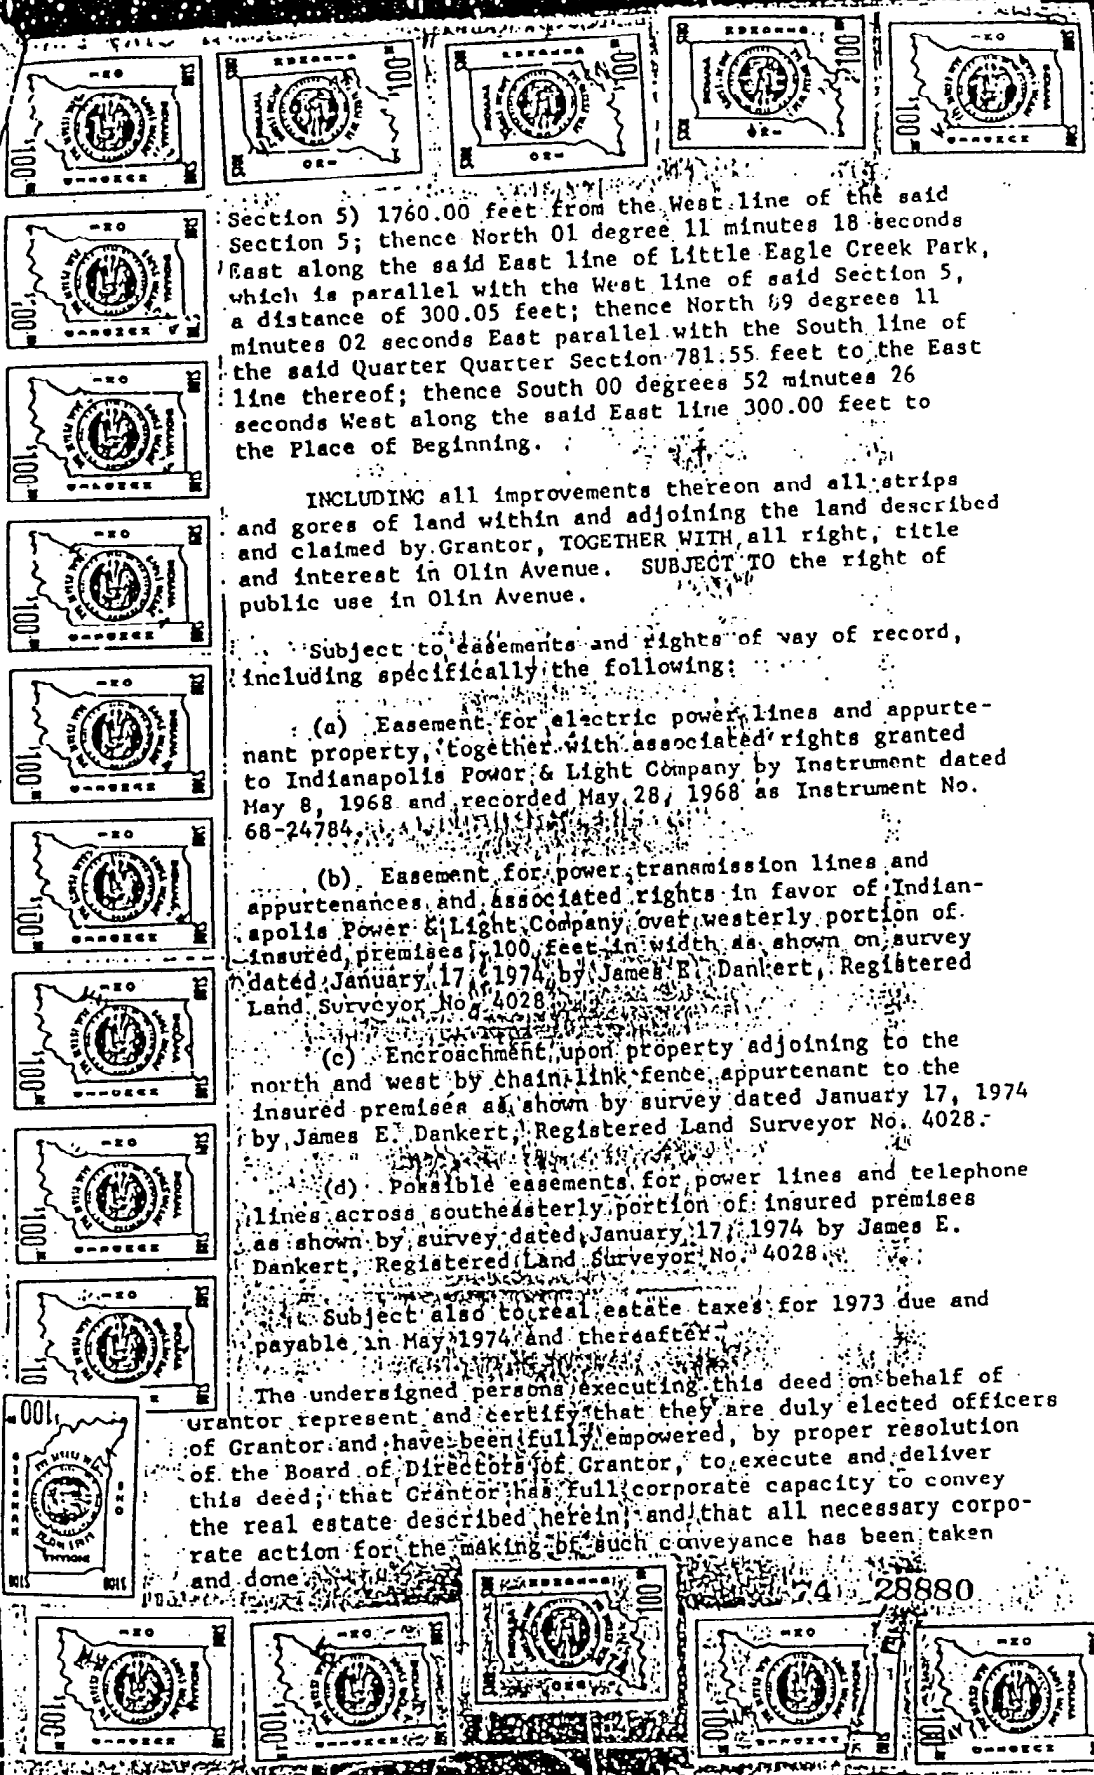 Section 5) 1760.00 feet from the West line of the said
Section 5; thence North 01 degree 11 minutes 18 seconds
East along the said East line of Little Eagle Creek Park,
which is parallel with the West line of said Section 5,
a distance of 300.05 feet; thence North 89 degrees 11
minutes 02 seconds East parallel with the South line of
the said Quarter Quarter Section 781.55 feet to the East
line thereof; thence South 00 degrees 52 minutes 26
seconds West along the said East line 300.00 feet to
the Place of Beginning.
INCLUDING all improvements thereon and all strips
and gores of land within and adjoining the land described
and claimed by Grantor, TOGETHER WITH all right, title
and interest in Olin Avenue. SUBJECT TO the right of
public use in Olin Avenue.
Subject to easements and rights of way of record,
including specifically the following:
(a) Easement for electric power lines and appurte-
nant property, together with associated rights granted
to Indianapolis Power & Light Company by Instrument dated
May 8, 1968 and recorded May 28, 1968 as Instrument No.
68-24784.
(b) Easement for power transmission lines and
appurtenances and associated rights in favor of Indian-
apolis Power & Light Company over westerly portion of
insured premises, 100 feet in width as shown on survey
dated January 17, 1974 by James E. Dankert, Registered
Land Surveyor No. 4028.
(c) Encroachment upon property adjoining to the
north and west by chain link fence appurtenant to the
insured premises as shown by survey dated January 17, 1974
by James E. Dankert, Registered Land Surveyor No. 4028.
(d) Possible easements for power lines and telephone
lines across southeasterly portion of insured premises
as shown by survey dated January 17, 1974 by James E.
Dankert, Registered Land Surveyor No. 4028.
Subject also to real estate taxes for 1973 due and
payable in May 1974 and thereafter.
The undersigned persons executing this deed on behalf of
Grantor represent and certify that they are duly elected officers
of Grantor and have been fully empowered, by proper resolution
of the Board of Directors of Grantor, to execute and deliver
this deed; that Grantor has full corporate capacity to convey
the real estate described herein; and that all necessary corpo-
rate action for the making of such conveyance has been taken
and done.
74 28880